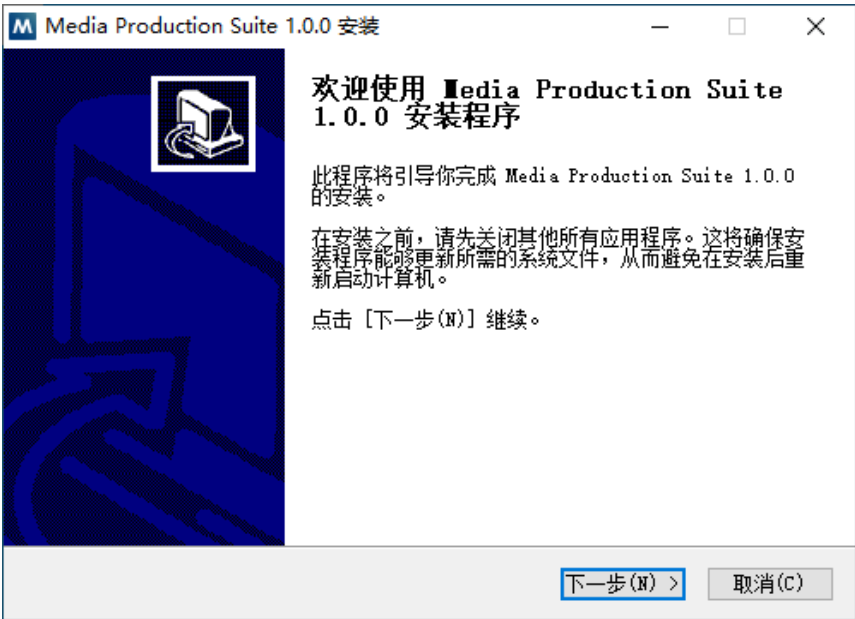 M Media Production Suite 1.0.0 安装
欢迎使用 Media Production Suite
1.0.0 安装程序
此程序将引导你完成 Media Production Suite 1.0.0
的安装。
在安装之前，请先关闭其他所有应用程序。这将确保安
装程序能够更新所需的系统文件，从而避免在安装后重
新启动计算机。
点击 [下一步(N)] 继续。
下一步(N) >
取消(C)